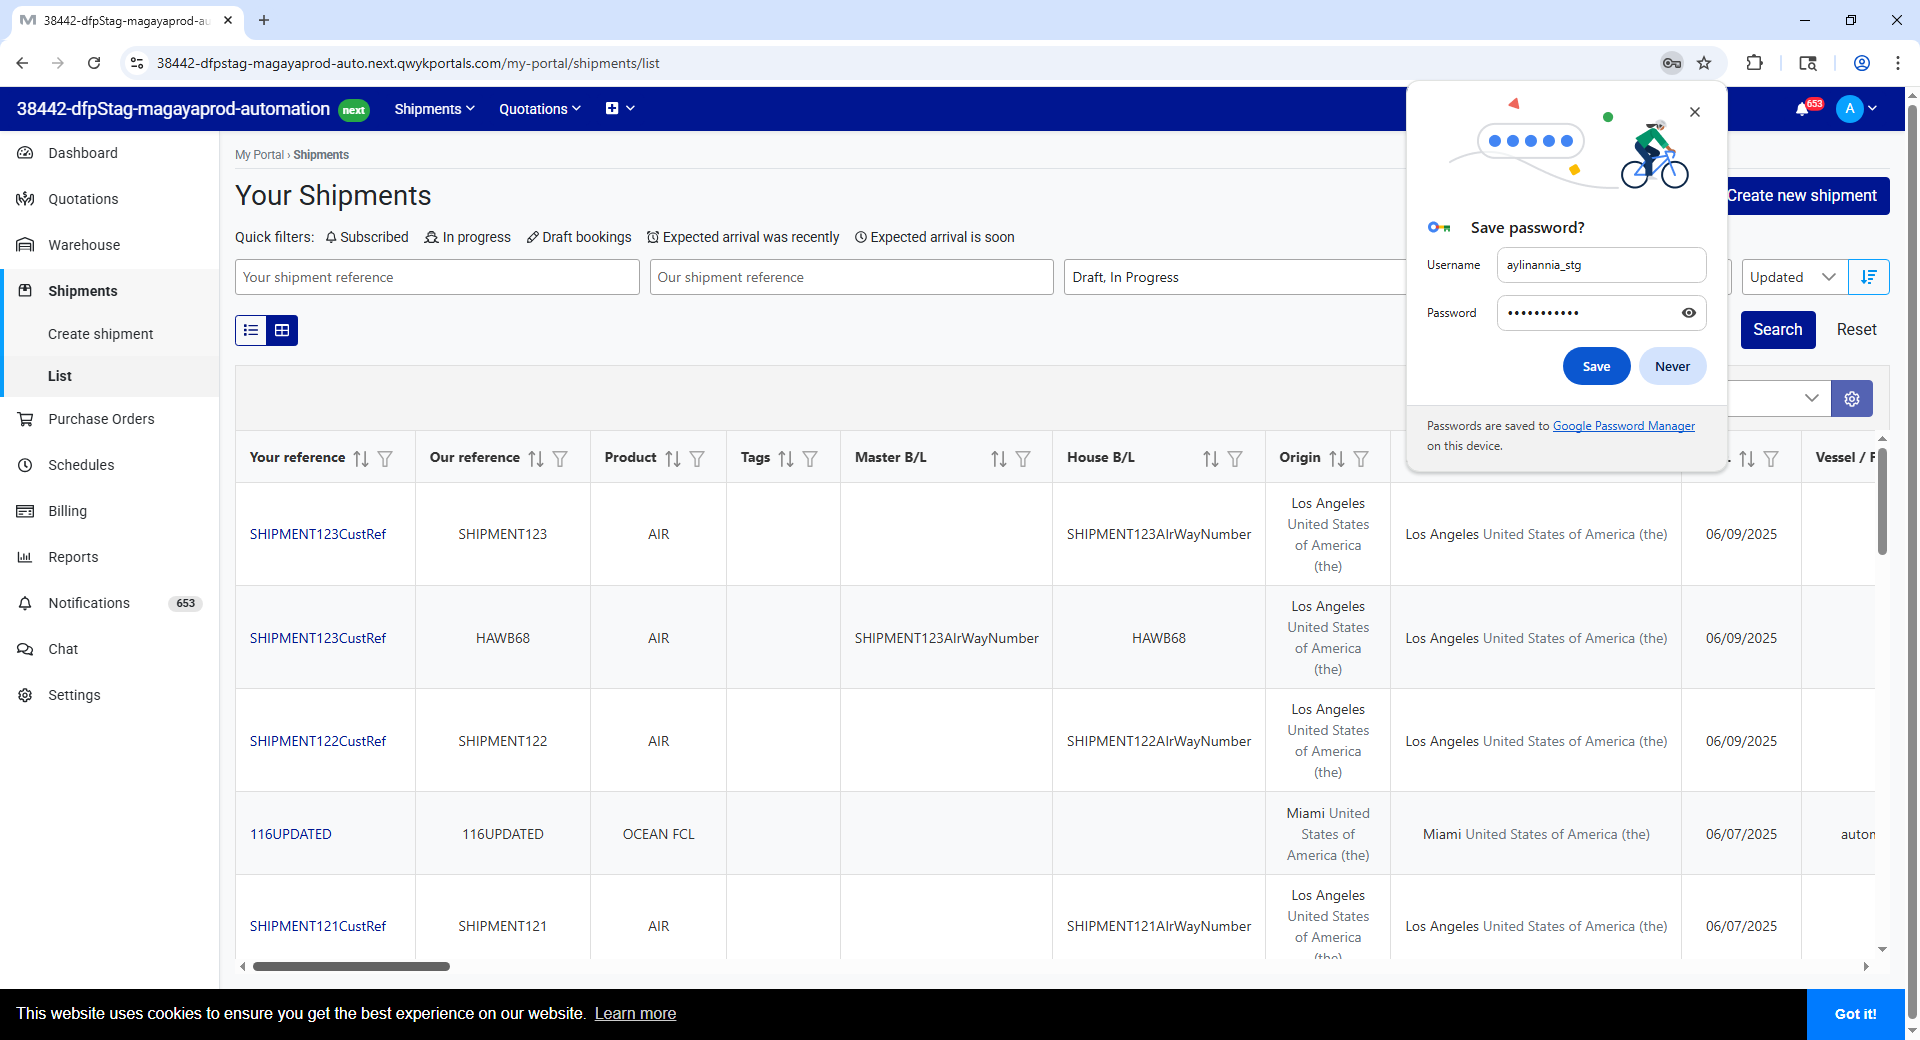 38442-dfpStag-magayaprod-au
38442-dfpstag-magayaprod-auto.next.qwykportals.com/my-portal/shipments/list
38442-dfpStag-magayaprod-automation next Shipments Quotations 653 A
Dashboard
Quotations
Warehouse
Shipments
Create shipment
List
Purchase Orders
Schedules
Billing
Reports
Notifications 653
Chat
Settings
My Portal › Shipments
Your Shipments
Create new shipment
Quick filters: Subscribed In progress Draft bookings Expected arrival was recently Expected arrival is soon
Your shipment reference Our shipment reference Draft, In Progress Updated
Search Reset
Save password?
Username aylinannia_stg
Password •••••••••••
Save Never
Passwords are saved to Google Password Manager
on this device.
Your reference Our reference Product Tags Master B/L House B/L Origin Vessel /
SHIPMENT123CustRef SHIPMENT123 AIR SHIPMENT123AIrWayNumber Los Angeles United States of America (the) Los Angeles United States of America (the) 06/09/2025
SHIPMENT123CustRef HAWB68 AIR SHIPMENT123AIrWayNumber HAWB68 Los Angeles United States of America (the) Los Angeles United States of America (the) 06/09/2025
SHIPMENT122CustRef SHIPMENT122 AIR SHIPMENT122AIrWayNumber Los Angeles United States of America (the) Los Angeles United States of America (the) 06/09/2025
116UPDATED 116UPDATED OCEAN FCL Miami United States of America (the) Miami United States of America (the) 06/07/2025 autom
SHIPMENT121CustRef SHIPMENT121 AIR SHIPMENT121AIrWayNumber Los Angeles United States of America (the) Los Angeles United States of America (the) 06/07/2025
This website uses cookies to ensure you get the best experience on our website. Learn more
Got it!